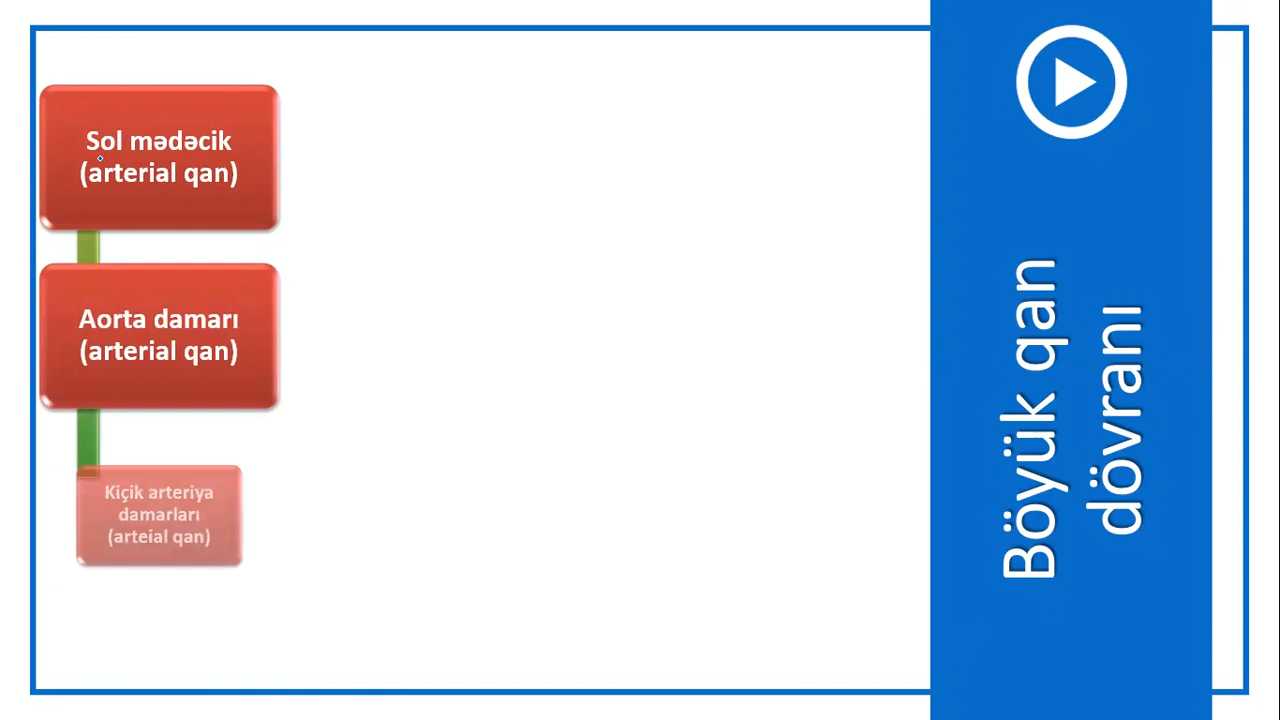 Sol mədəcik
(arterial qan)
Aorta damarı
(arterial qan)
Kiçik arteriya
damarları
(arteial qan)
Böyük qan
dövranı